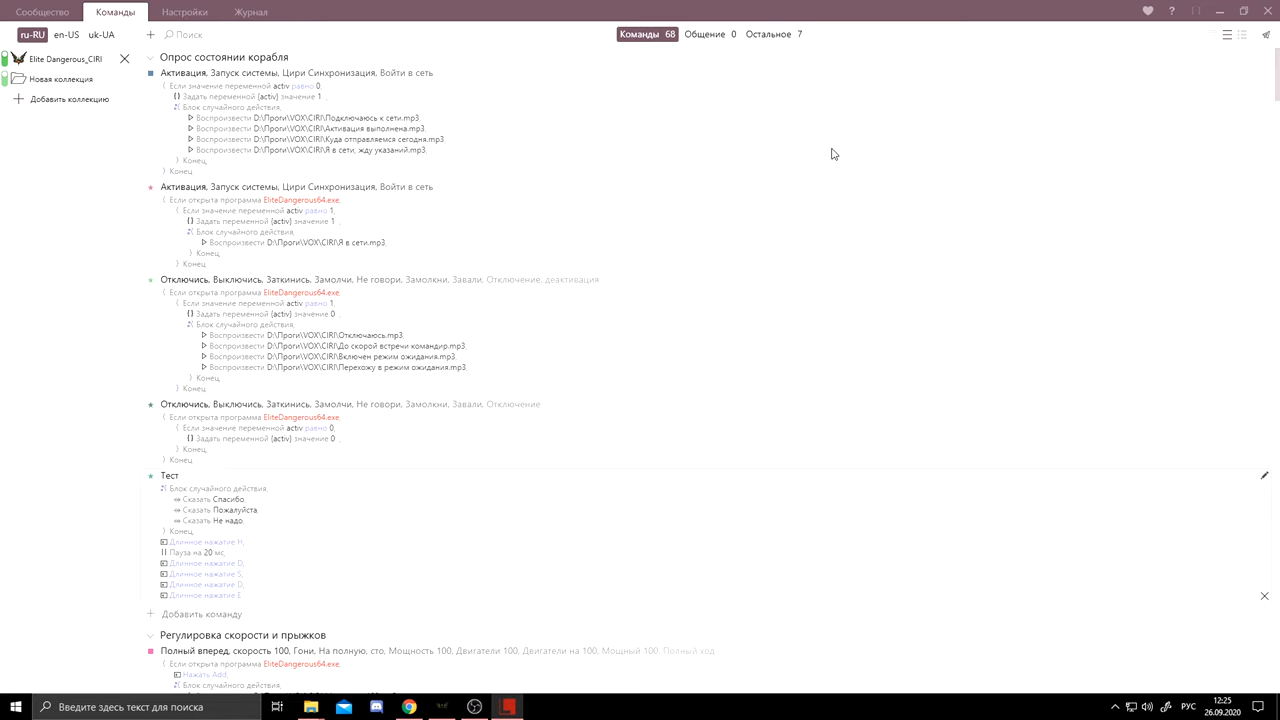 Сообщество Команды Настройки Журнал
ru-RU en-US uk-UA Поиск Команды 68 Общение 0 Остальное 7
Elite Dangerous_CIRI
Новая коллекция
Добавить коллекцию
Опрос состоянии корабля
Активация, Запуск системы, Цири Синхронизация, Войти в сеть
Если значение переменной activ равно 0,
Задать переменной {activ} значение 1 ,
Блок случайного действия,
Воспроизвести D:\Проги\VOX\CIRI\Подключаюсь к сети.mp3,
Воспроизвести D:\Проги\VOX\CIRI\Активация выполнена.mp3,
Воспроизвести D:\Проги\VOX\CIRI\Куда отправляемся сегодня.mp3,
Воспроизвести D:\Проги\VOX\CIRI\Я в сети, жду указаний.mp3,
Конец,
Конец,
Активация, Запуск системы, Цири Синхронизация, Войти в сеть
Если открыта программа EliteDangerous64.exe,
Если значение переменной activ равно 1,
Задать переменной {activ} значение 1 ,
Блок случайного действия,
Воспроизвести D:\Проги\VOX\CIRI\Я в сети.mp3,
Конец,
Конец,
Отключись, Выключись, Заткинись, Замолчи, Не говори, Замолкни, Завали, Отключение, деактивация
Если открыта программа EliteDangerous64.exe,
Если значение переменной activ равно 1,
Задать переменной {activ} значение 0 ,
Блок случайного действия,
Воспроизвести D:\Проги\VOX\CIRI\Отключаюсь.mp3,
Воспроизвести D:\Проги\VOX\CIRI\До скорой встречи командир.mp3,
Воспроизвести D:\Проги\VOX\CIRI\Включен режим ожидания.mp3,
Воспроизвести D:\Проги\VOX\CIRI\Перехожу в режим ожидания.mp3,
Конец,
Конец,
Отключись, Выключись, Заткинись, Замолчи, Не говори, Замолкни, Завали, Отключение
Если открыта программа EliteDangerous64.exe,
Если значение переменной activ равно 0,
Задать переменной {activ} значение 0 ,
Конец,
Конец,
Тест
Блок случайного действия,
Сказать Спасибо,
Сказать Пожалуйста,
Сказать Не надо,
Конец,
Длинное нажатие H,
Пауза на 20 мс,
Длинное нажатие D,
Длинное нажатие S,
Длинное нажатие D,
Длинное нажатие E
Добавить команду
Регулировка скорости и прыжков
Полный вперед, скорость 100, Гони, На полную, сто, Мощность 100, Двигатели 100, Двигатели на 100, Мощный 100, Полный ход
Если открыта программа EliteDangerous64.exe,
Нажать Add,
Блок случайного действия,
Введите здесь текст для поиска
РУС
12:25
26.09.2020